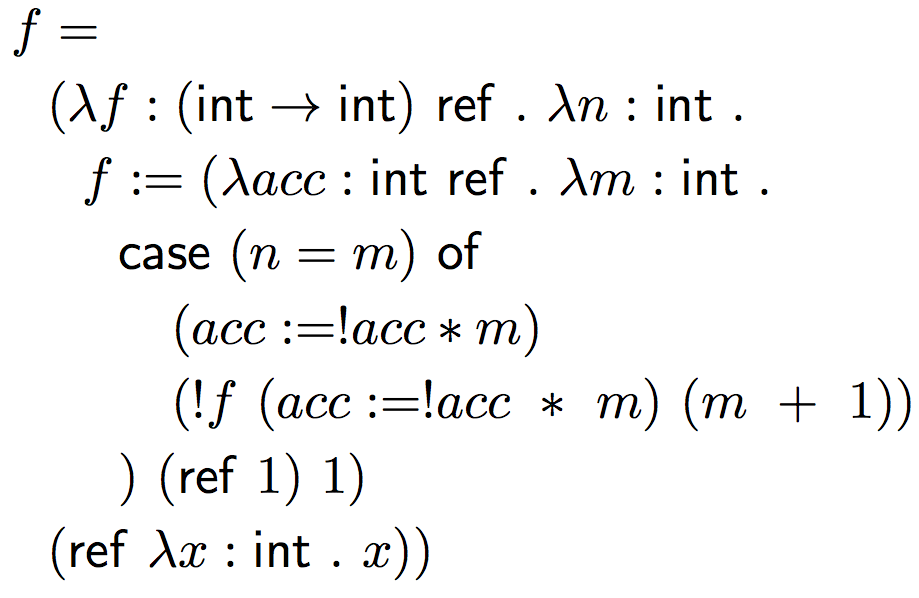 f =
(λf : (int → int) ref . λn : int .
f := (λacc : int ref . λm : int .
case (n = m) of
(acc :=!acc ∗ m)
(!f (acc :=!acc ∗ m) (m + 1))
) (ref 1) 1)
(ref λx : int . x))